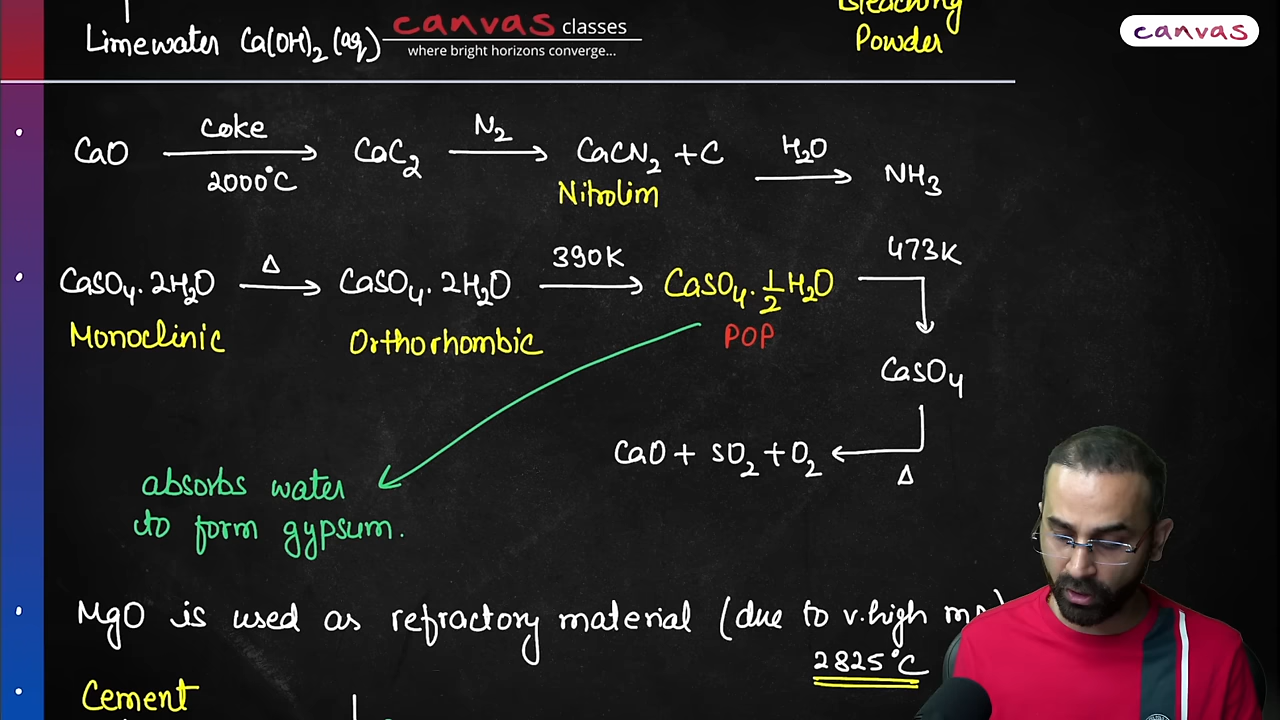 Bleaching
Powder
Limewater Ca(OH)₂ (aq)
canvas classes
where bright horizons converge...
canvas
CaO coke 2000°C CaC₂ N₂ CaCN₂ + C H₂O NH₃
Nitrolim
CaSO₄. 2H₂O Δ CaSO₄. 2H₂O 390K CaSO₄. ½ H₂O 473K
Monoclinic Orthorhombic POP
CaSO₄
CaO + SO₂ + O₂ Δ
absorbs water
to form gypsum.
MgO is used as refractory material (due to v.high
2825°C
Cement